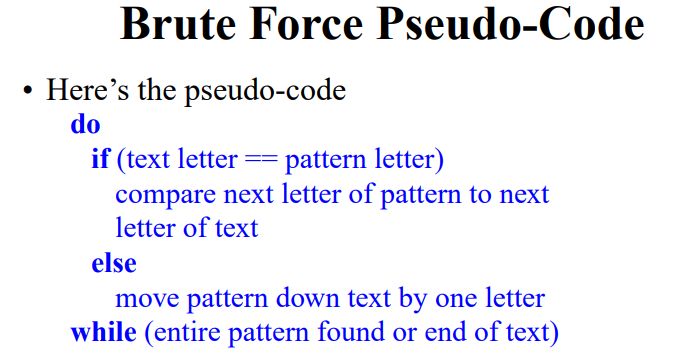 Brute Force Pseudo-Code
• Here’s the pseudo-code
do
if (text letter == pattern letter)
compare next letter of pattern to next
letter of text
else
move pattern down text by one letter
while (entire pattern found or end of text)